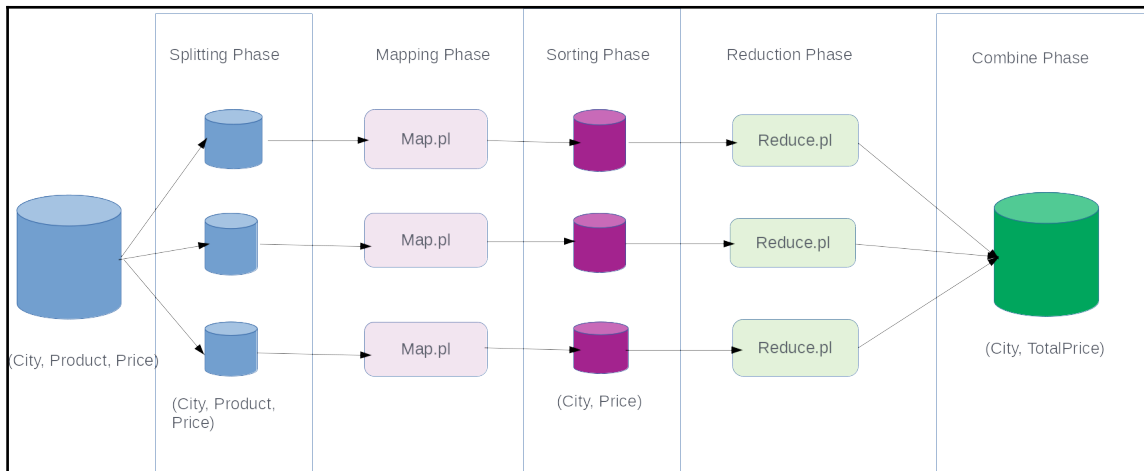 Splitting Phase
Mapping Phase
Sorting Phase
Reduction Phase
Combine Phase
Map.pl
Reduce.pl
Map.pl
Reduce.pl
Map.pl
Reduce.pl
(City, Product, Price)
(City, Product,
Price)
(City, Price)
(City, TotalPrice)